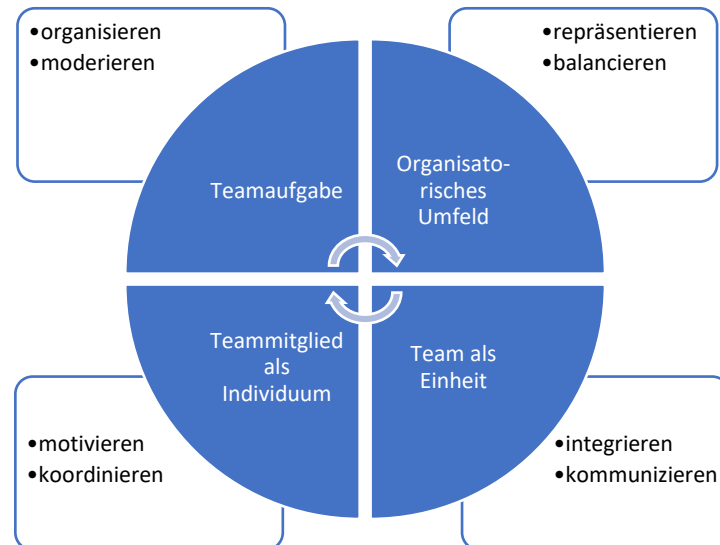 •organisieren
•moderieren
•repräsentieren
•balancieren
Teamaufgabe
Organisato-
risches
Umfeld
Teammitglied
als
Individuum
Team als
Einheit
•motivieren
•koordinieren
•integrieren
•kommunizieren